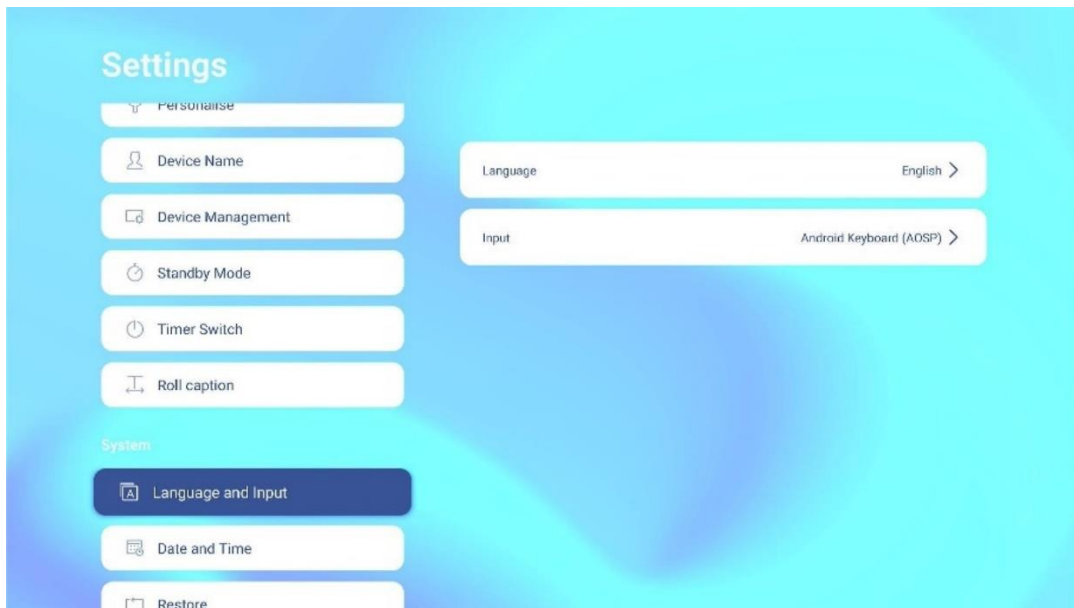 Settings
Personalise
Device Name
Device Management
Standby Mode
Timer Switch
Roll caption
System
Language and Input
Date and Time
Restore
Language English
Input Android Keyboard (AOSP)